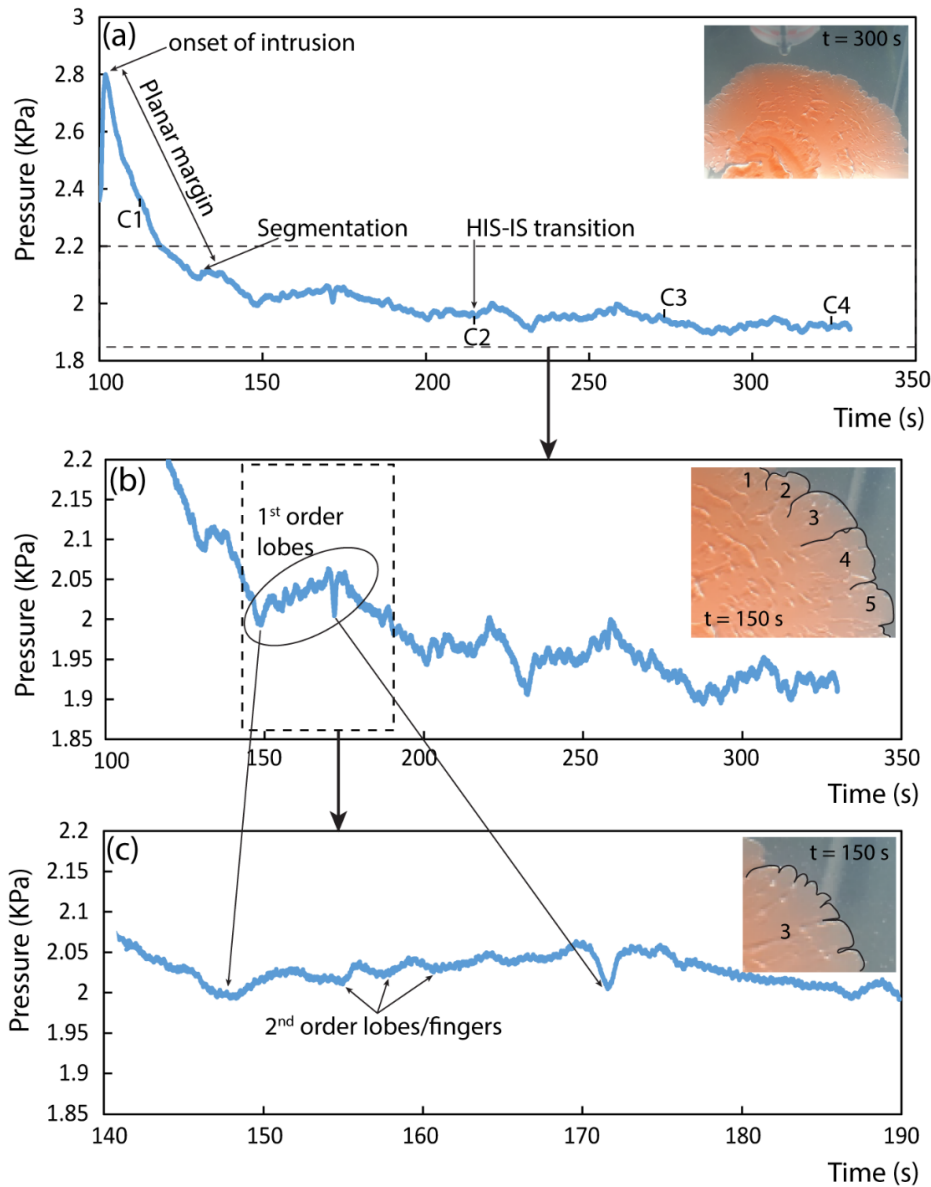 (a)
onset of intrusion
Planar margin
Segmentation
HIS-IS transition
C1
C2
C3
C4
t = 300 s
Pressure (KPa)
3
2.8
2.6
2.4
2.2
2
1.8
100
150
200
250
300
350
Time (s)
(b)
1st order
lobes
1
2
3
4
5
t = 150 s
Pressure (KPa)
2.2
2.15
2.1
2.05
2
1.95
1.9
1.85
100
150
200
250
300
350
Time (s)
(c)
2nd order lobes/fingers
t = 150 s
3
Pressure (KPa)
2.2
2.15
2.1
2.05
2
1.95
1.9
1.85
140
150
160
170
180
190
Time (s)